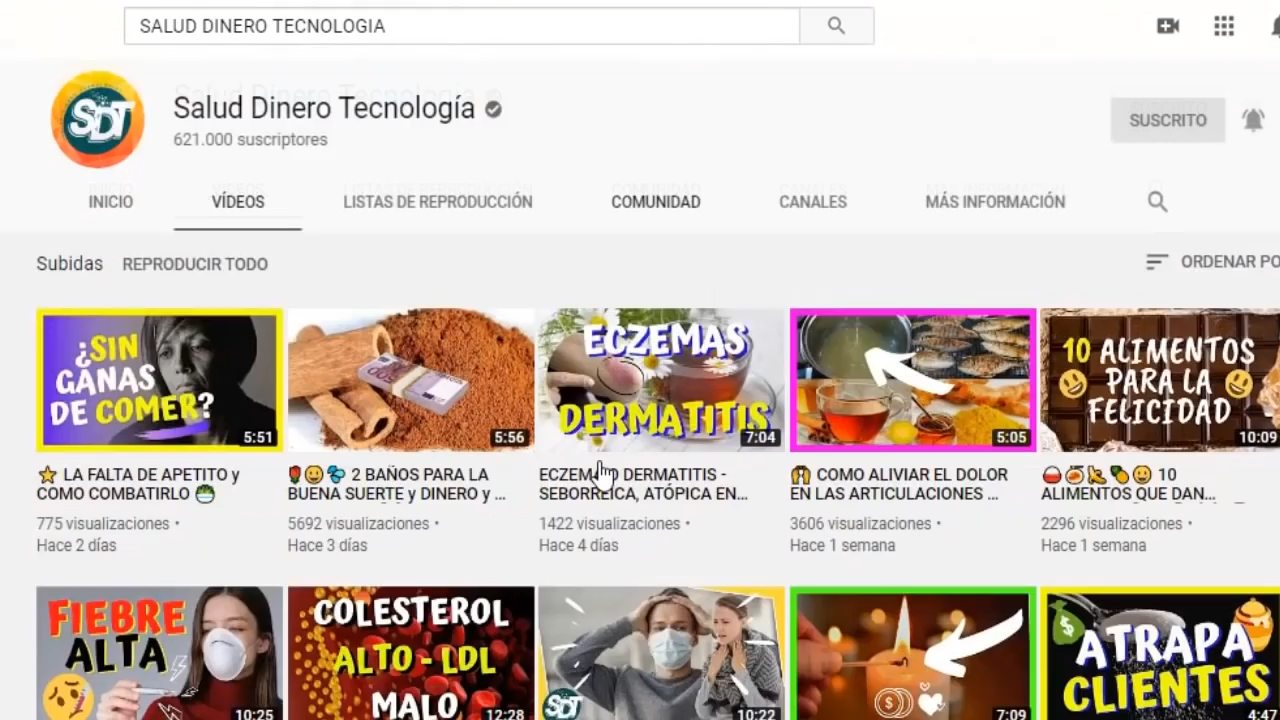 SALUD DINERO TECNOLOGIA
SDT
Salud Dinero Tecnología
621.000 suscriptores
SUSCRITO
INICIO
VÍDEOS
LISTAS DE REPRODUCCIÓN
COMUNIDAD
CANALES
MÁS INFORMACIÓN
Subidas
REPRODUCIR TODO
ORDENAR PO
¿SIN
GANAS
DE COMER?
5:51
LA FALTA DE APETITO y
COMO COMBATIRLO
775 visualizaciones •
Hace 2 días
5:56
2 BAÑOS PARA LA
BUENA SUERTE y DINERO y ...
5692 visualizaciones •
Hace 3 días
ECZEMAS
DERMATITIS
7:04
ECZEMA O DERMATITIS -
SEBORREICA, ATÓPICA EN...
1422 visualizaciones •
Hace 4 días
5:05
COMO ALIVIAR EL DOLOR
EN LAS ARTICULACIONES ...
3606 visualizaciones •
Hace 1 semana
10 ALIMENTOS
PARA LA
FELICIDAD
10:09
10
ALIMENTOS QUE DAN...
2296 visualizaciones •
Hace 1 semana
FIEBRE
ALTA
10:25
COLESTEROL
ALTO - LDL
MALO
12:28
SDT
10:22
7:09
ATRAPA
CLIENTES
4:47